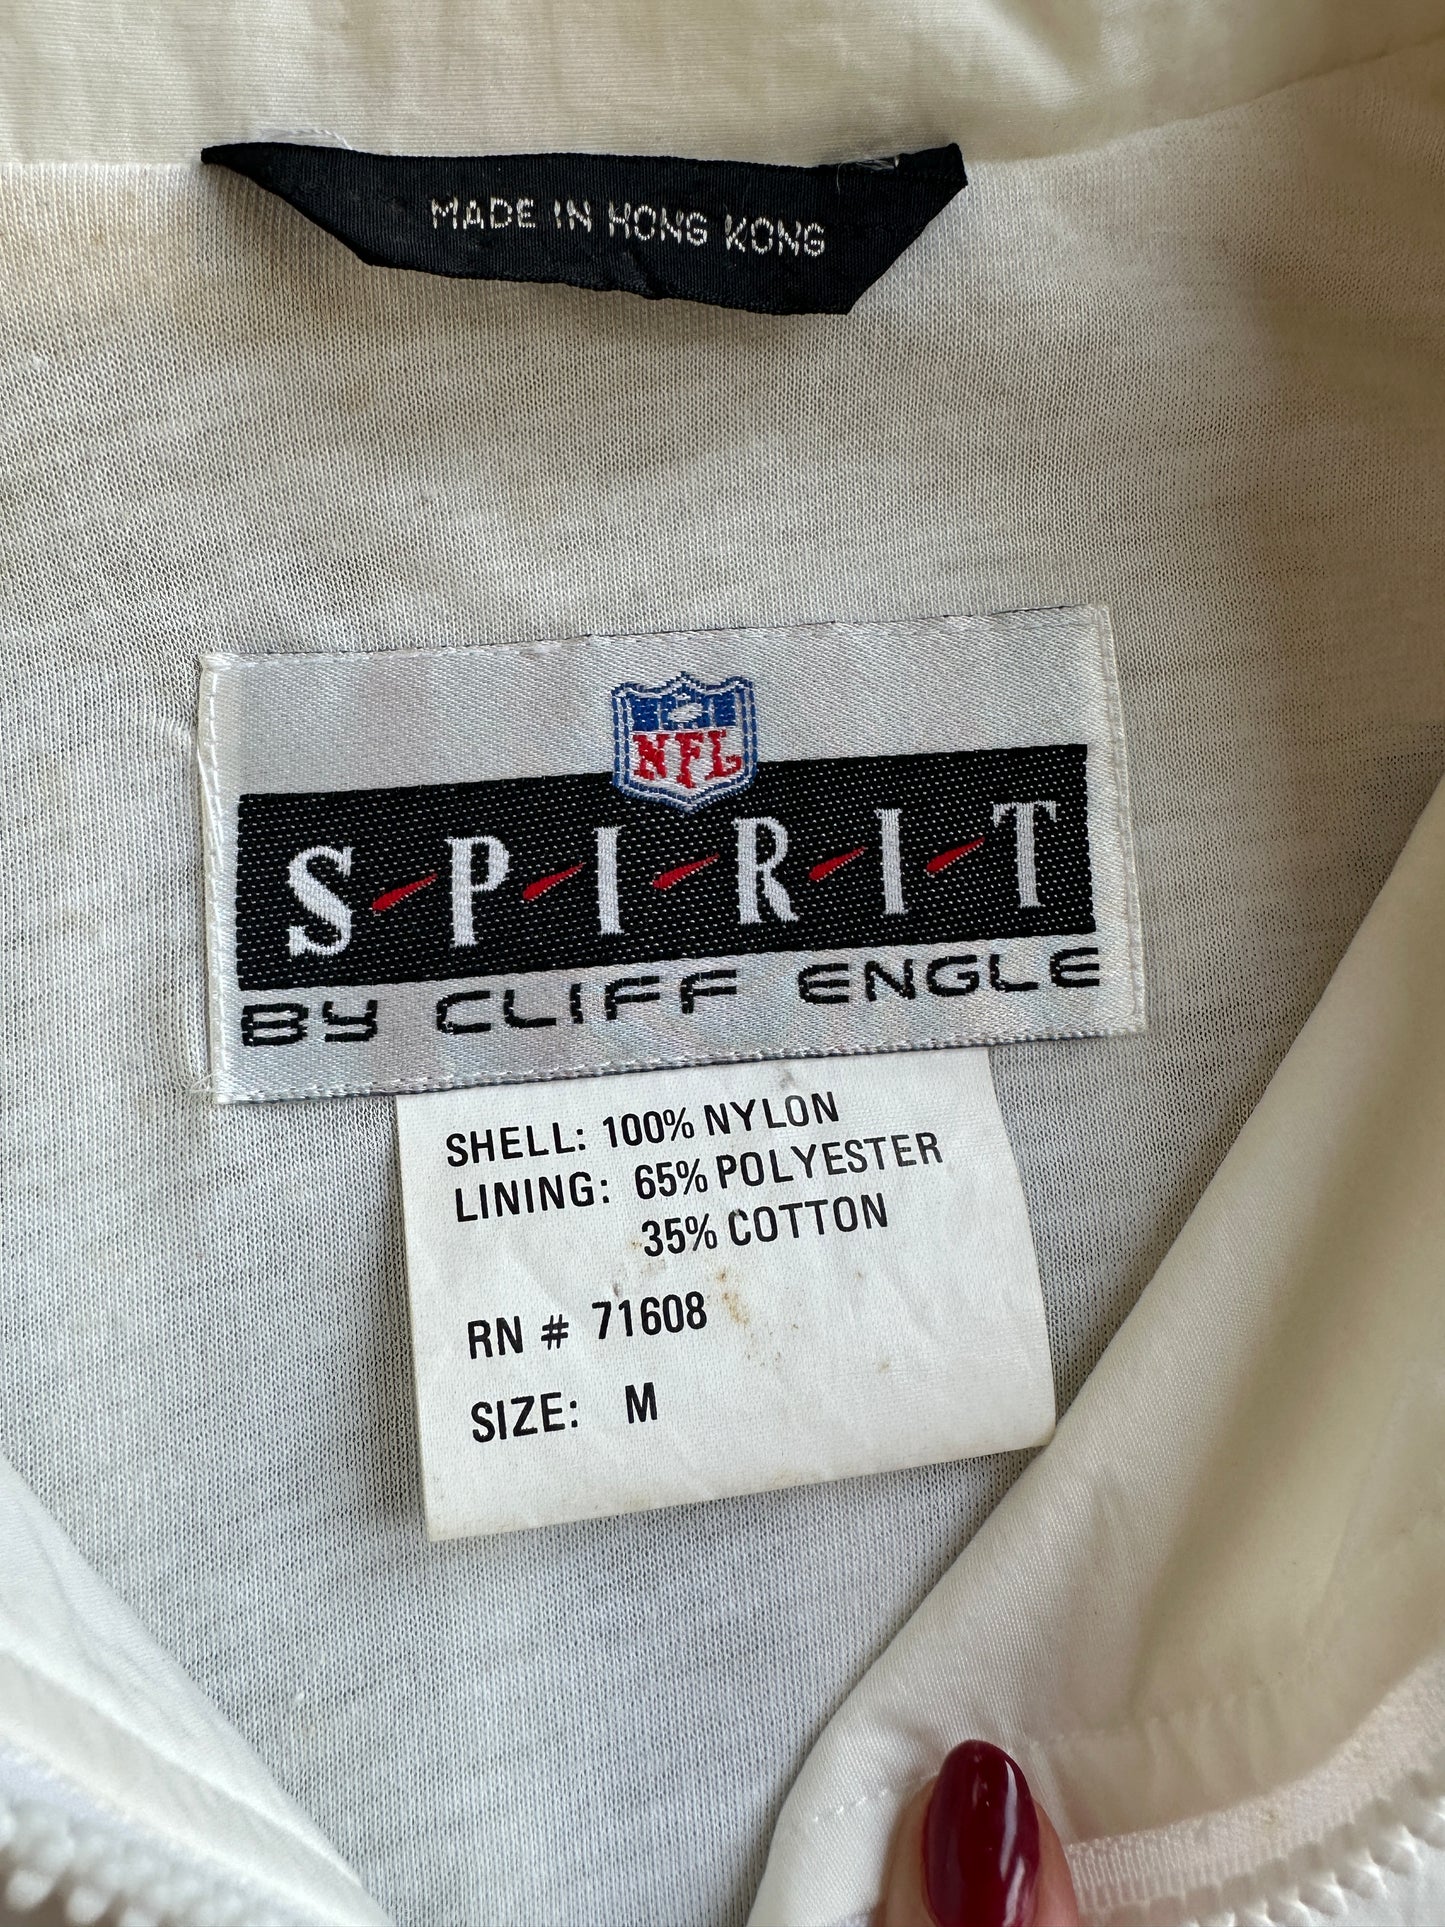 MADE IN HONG KONG
NFL
S-P-I-R-I-T
BY CLIFF ENGLE
SHELL: 100% NYLON
LINING: 65% POLYESTER
35% COTTON
RN # 71608
SIZE: M